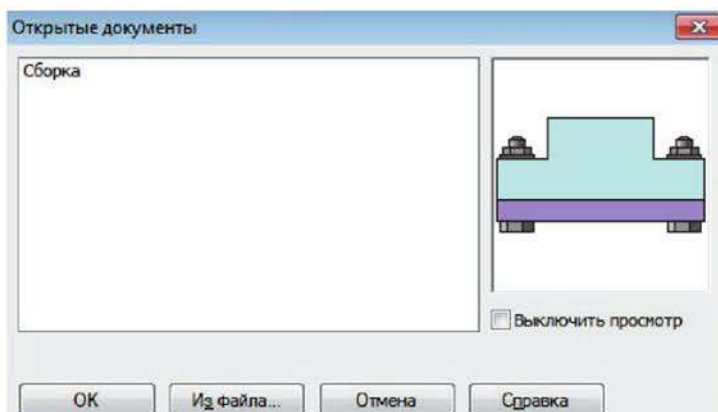 Открытые документы
Сборка
Выключить просмотр
OK
Из файла...
Отмена
Справка